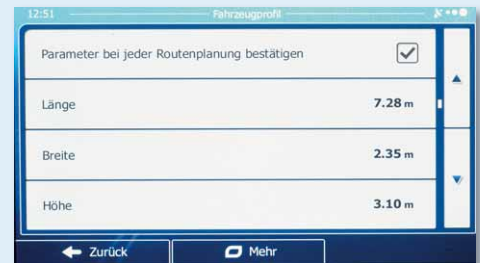 12:51 Fahrzeugprofil
Parameter bei jeder Routenplanung bestätigen
Länge 7.28 m
Breite 2.35 m
Höhe 3.10 m
Zurück Mehr